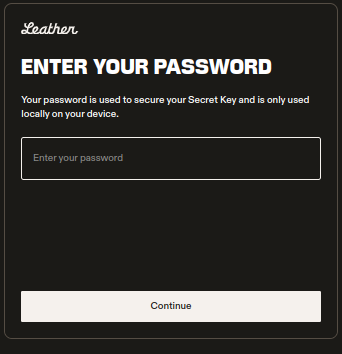 Leather
ENTER YOUR PASSWORD
Your password is used to secure your Secret Key and is only used
locally on your device.
Enter your password
Continue